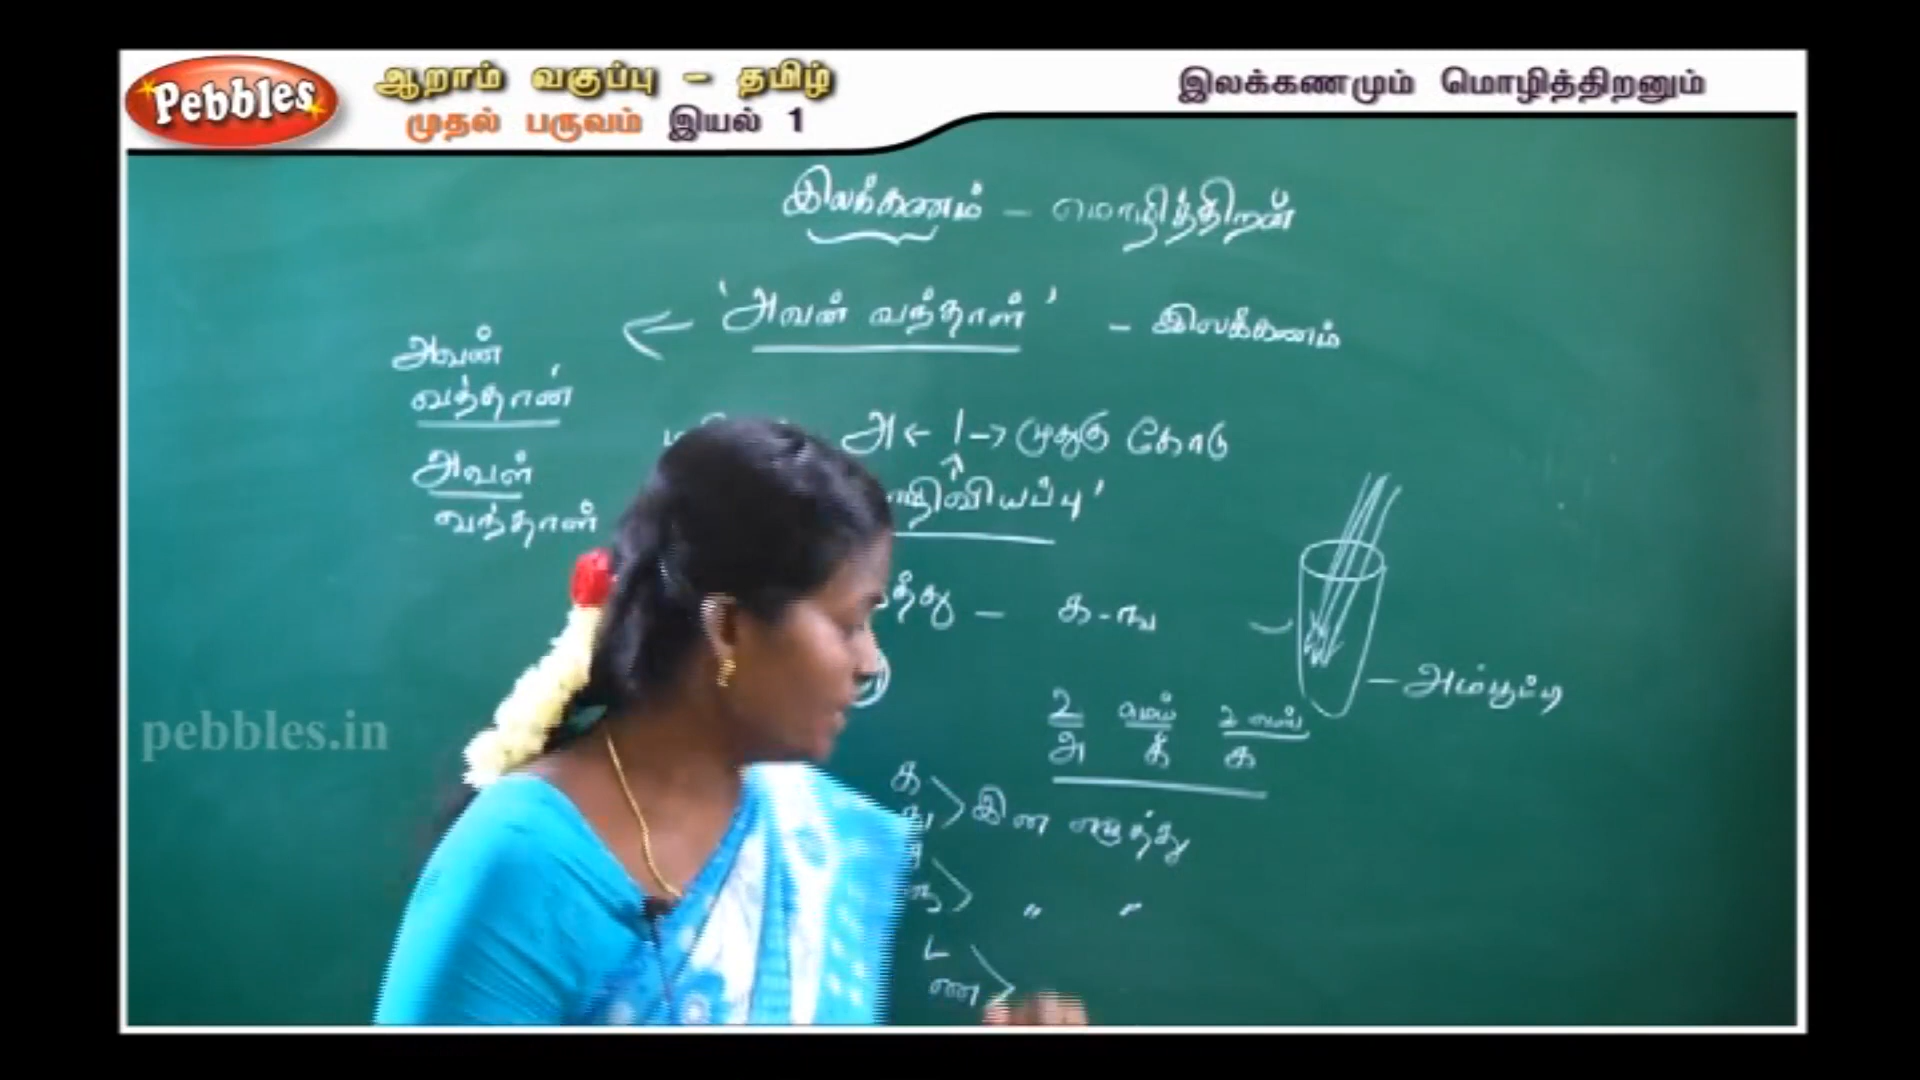 Pebbles
ஆறாம் வகுப்பு - தமிழ்
முதல் பருவம் இயல் 1
இலக்கணமும் மொழித்திறனும்
இலக்கணம் - மொழித்திறன்
'அவன் வந்தாள்' - இலக்கணம்
அவன்
வந்தான்
அவள்
வந்தாள்
அ ← 1 → முதுகு கோடு
த்து - க - ங
அம்பூட்டி
உ மெய் உமெய்
அ க் க
க
ங > இன எழுத்து
ஞ > " "
ட
ண >
pebbles.in